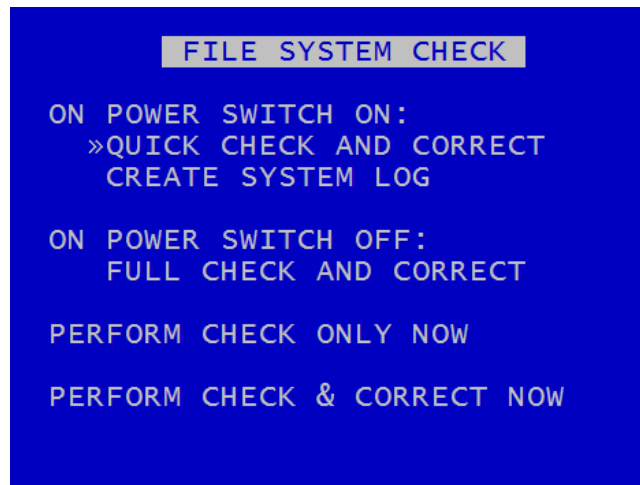 FILE SYSTEM CHECK
ON POWER SWITCH ON:
»QUICK CHECK AND CORRECT
CREATE SYSTEM LOG
ON POWER SWITCH OFF:
FULL CHECK AND CORRECT
PERFORM CHECK ONLY NOW
PERFORM CHECK & CORRECT NOW